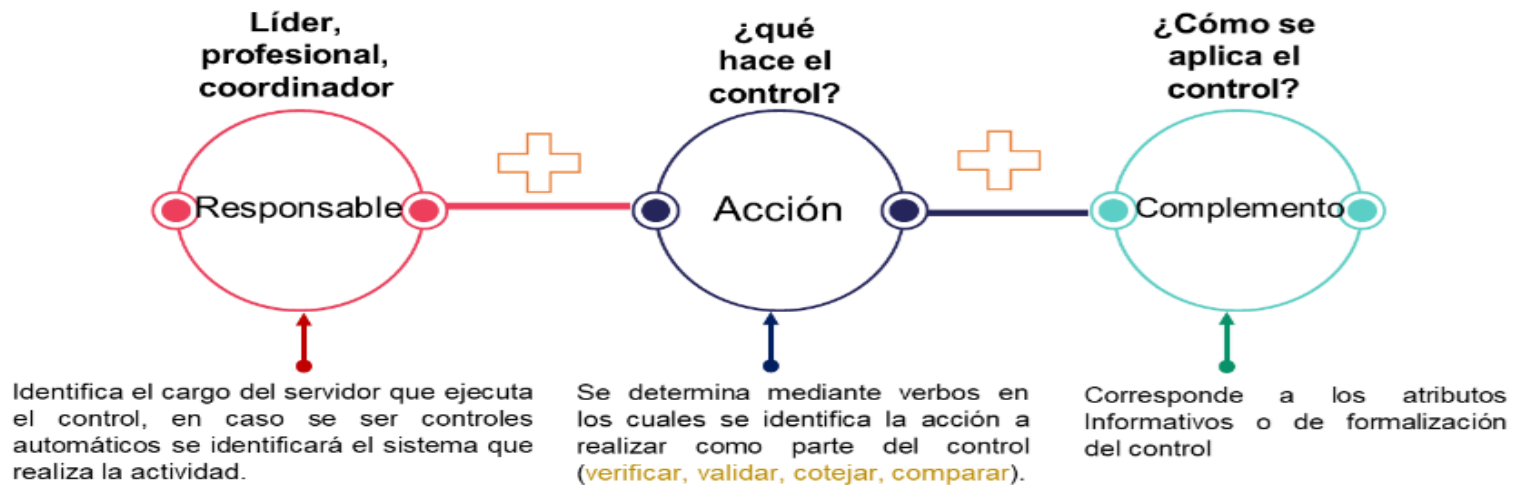 Líder,
profesional,
coordinador
Responsable
Identifica el cargo del servidor que ejecuta
el control, en caso se ser controles
automáticos se identificará el sistema que
realiza la actividad.
¿qué
hace el
control?
Acción
Se determina mediante verbos en
los cuales se identifica la acción a
realizar como parte del control
(verificar, validar, cotejar, comparar).
¿Cómo se
aplica el
control?
Complemento
Corresponde a los atributos
Informativos o de formalización
del control